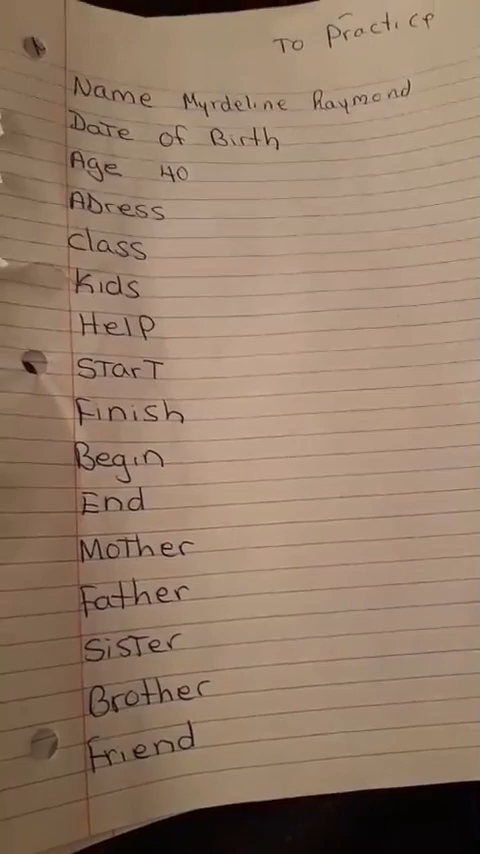 To Practice
Name Myrdeline Raymond
Date of Birth
Age 40
ADress
class
Kids
Help
STarT
Finish
Begin
End
MoTher
Father
SisTer
Brother
Friend